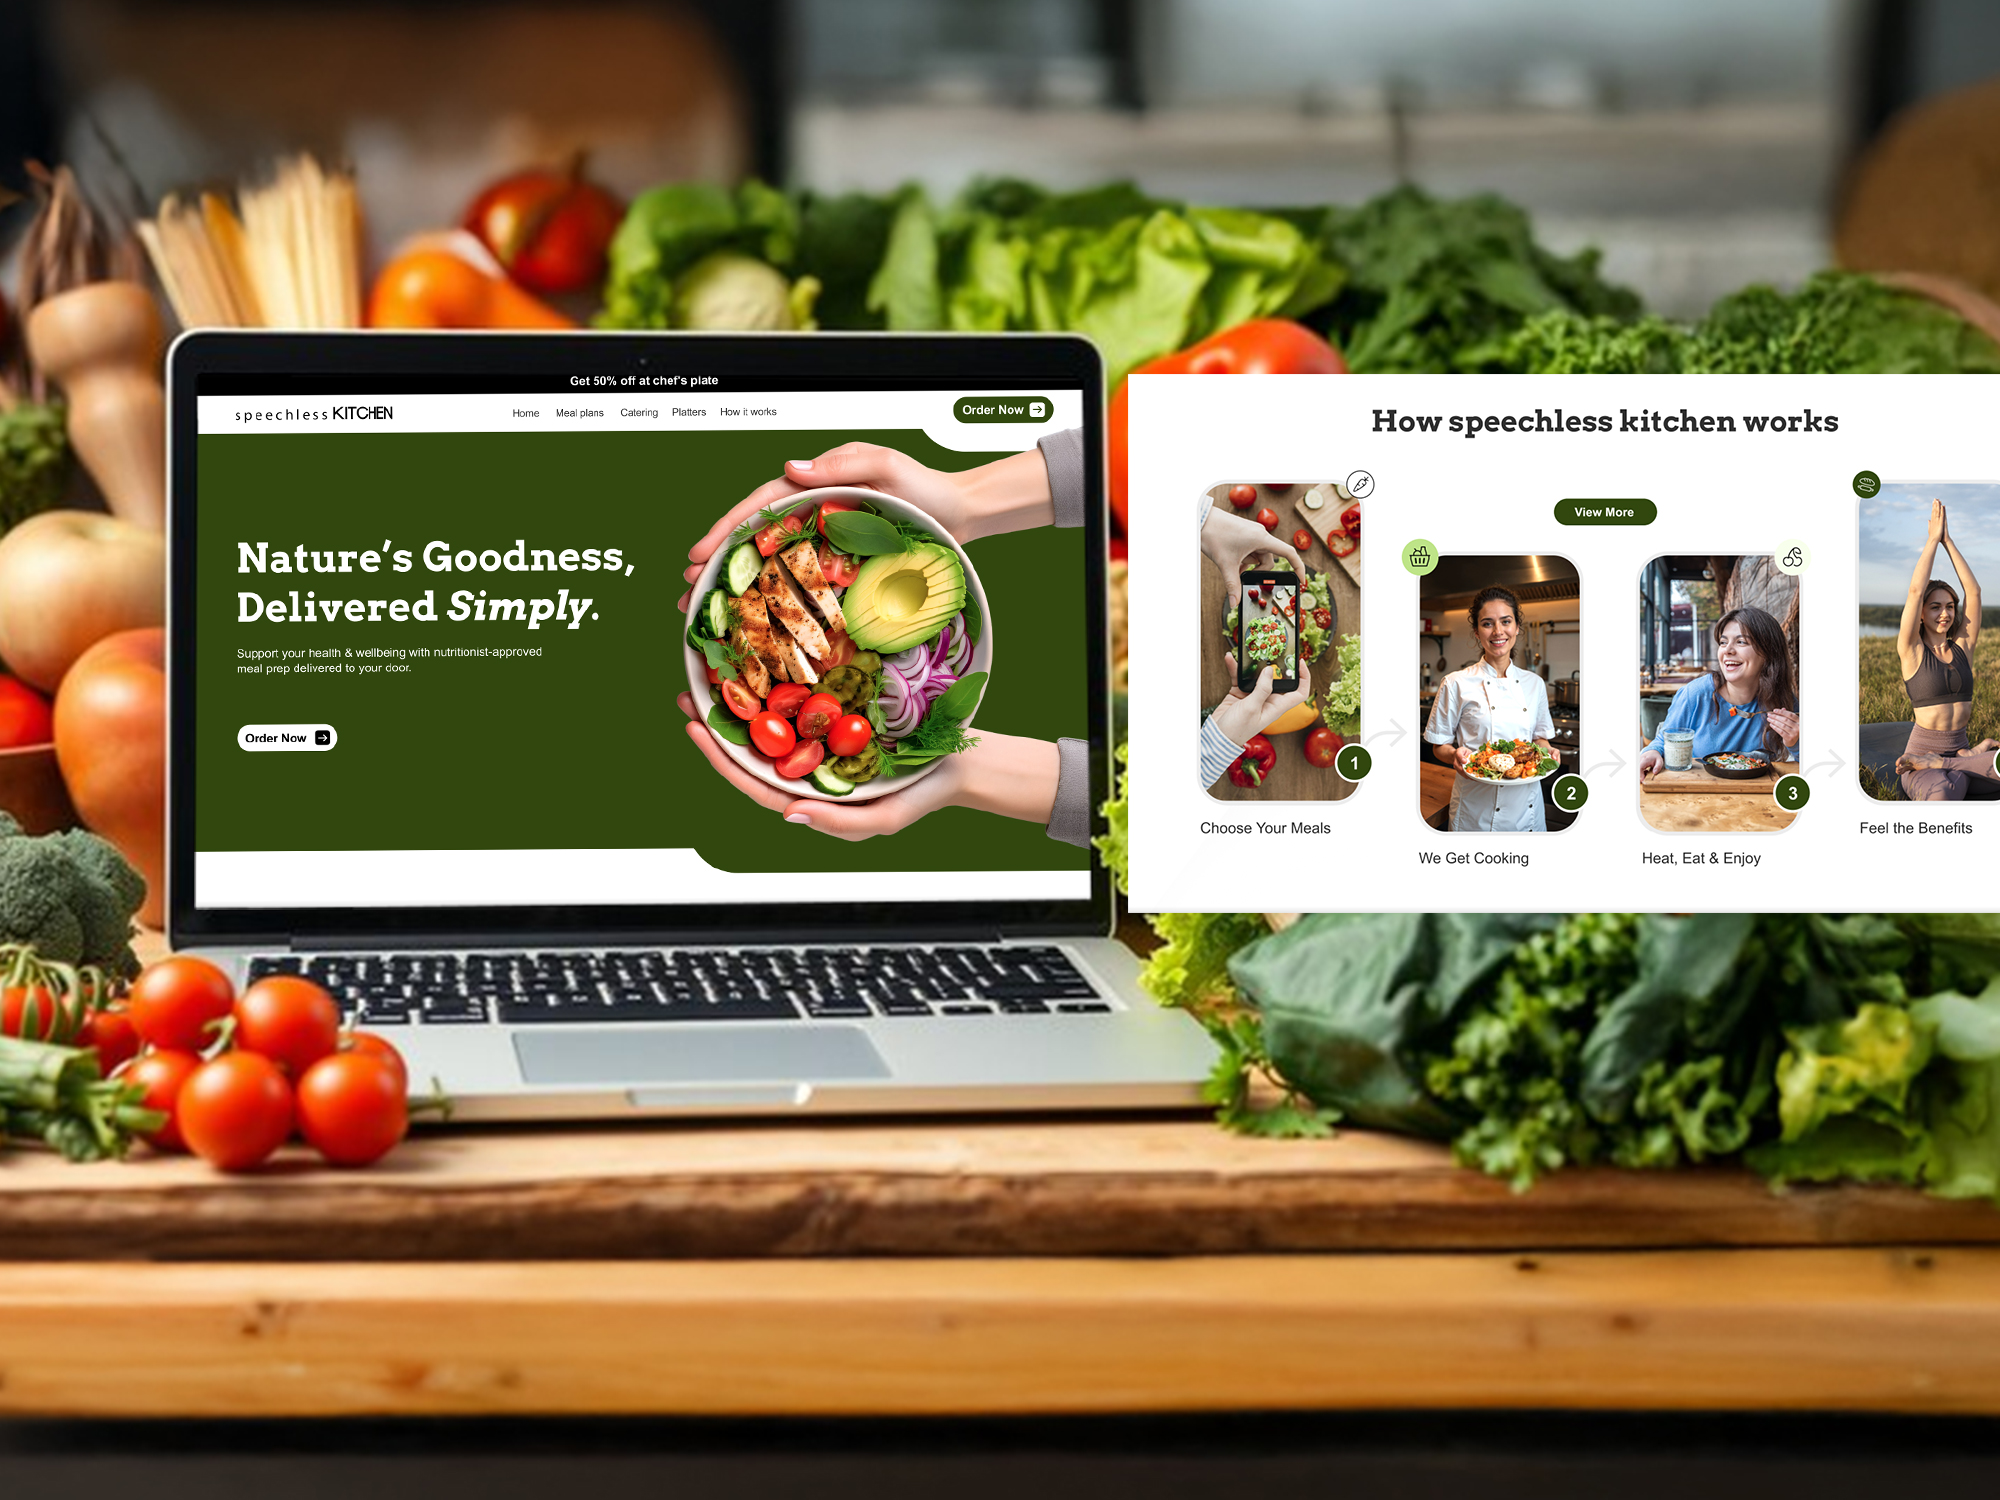 Get 50% off at chef's plate
speechless KITCHEN
Home Meal plans Catering Platters How it works
Order Now
Nature's Goodness,
Delivered Simply.
Support your health & wellbeing with nutritionist-approved
meal prep delivered to your door.
Order Now
How speechless kitchen works
View More
1
2
3
Choose Your Meals
We Get Cooking
Heat, Eat & Enjoy
Feel the Benefits